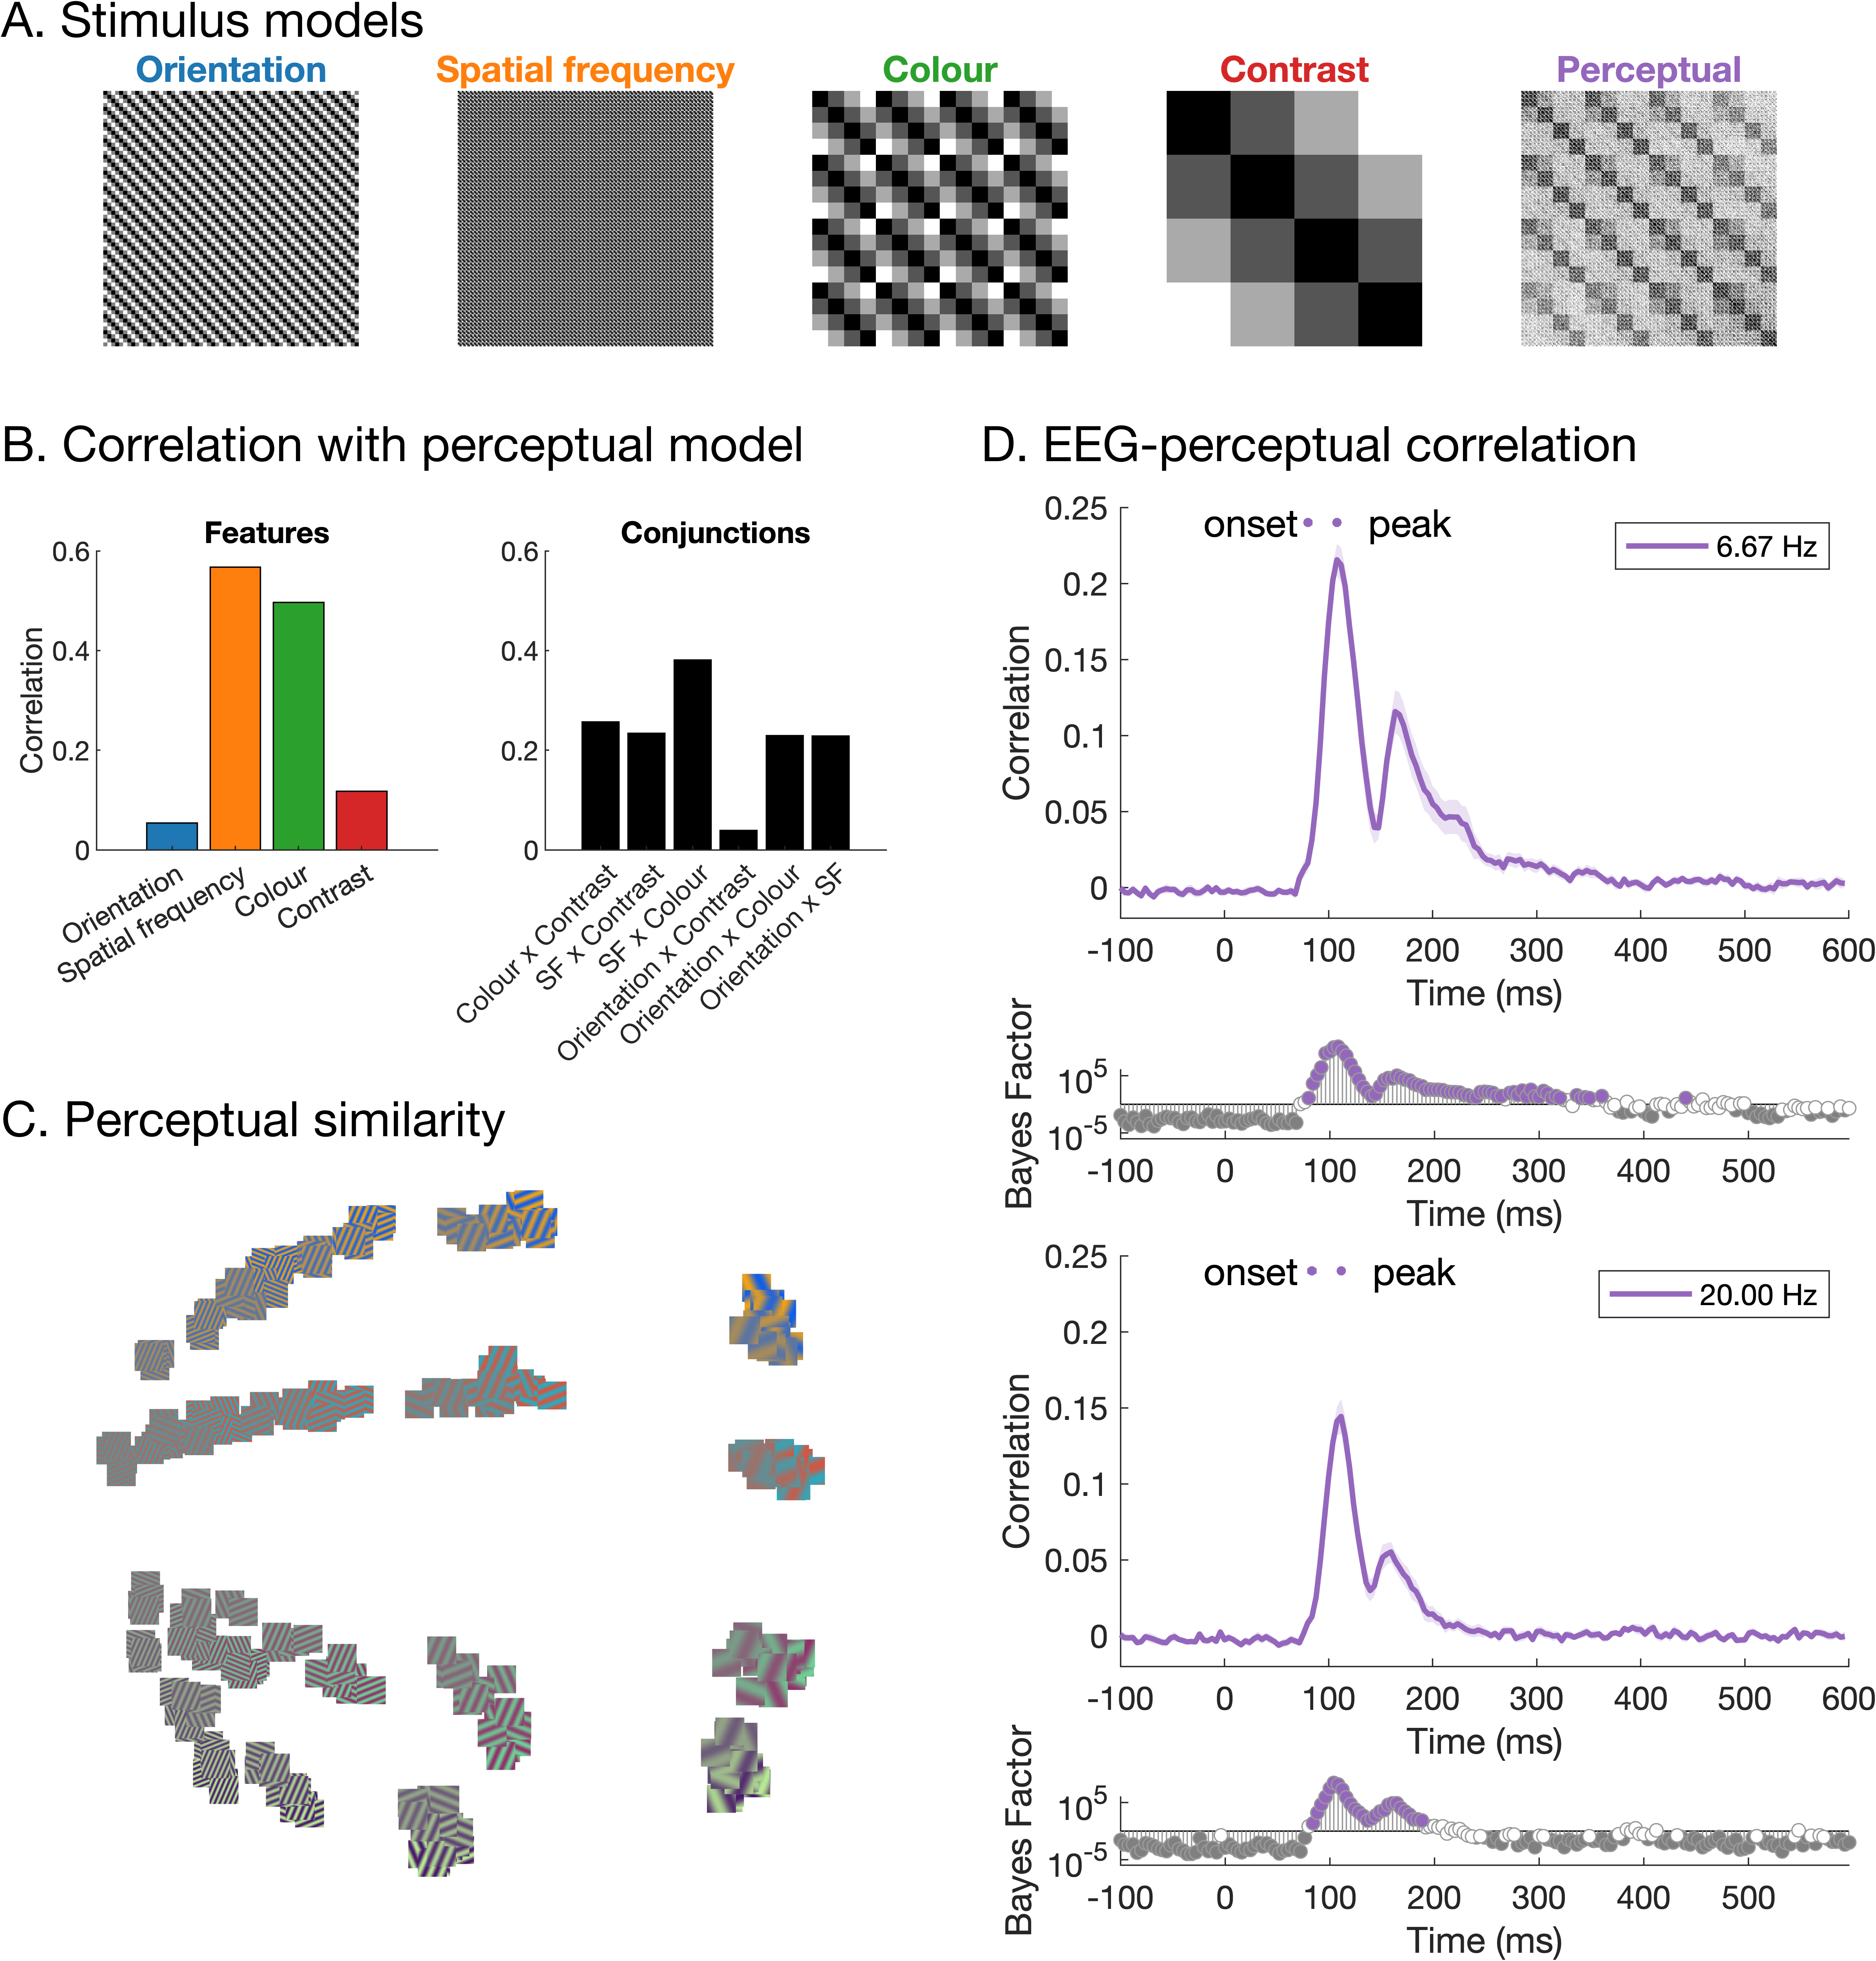 A. Stimulus models
Orientation
Spatial frequency
Colour
Contrast
Perceptual
B. Correlation with perceptual model
Features
Correlation
0.6
0.4
0.2
0
Orientation
Spatial frequency
Colour
Contrast
Conjunctions
0.6
0.4
0.2
0
Colour x Contrast
SF x Contrast
SF x Colour
Orientation x Contrast
Orientation x Colour
Orientation x SF
C. Perceptual similarity
D. EEG-perceptual correlation
onset
peak
6.67 Hz
Correlation
0.25
0.2
0.15
0.1
0.05
0
-100 0 100 200 300 400 500 600
Time (ms)
Bayes Factor
10^5
10^-5
-100 0 100 200 300 400 500
Time (ms)
onset
peak
20.00 Hz
Correlation
0.25
0.2
0.15
0.1
0.05
0
-100 0 100 200 300 400 500 600
Time (ms)
Bayes Factor
10^5
10^-5
-100 0 100 200 300 400 500
Time (ms)